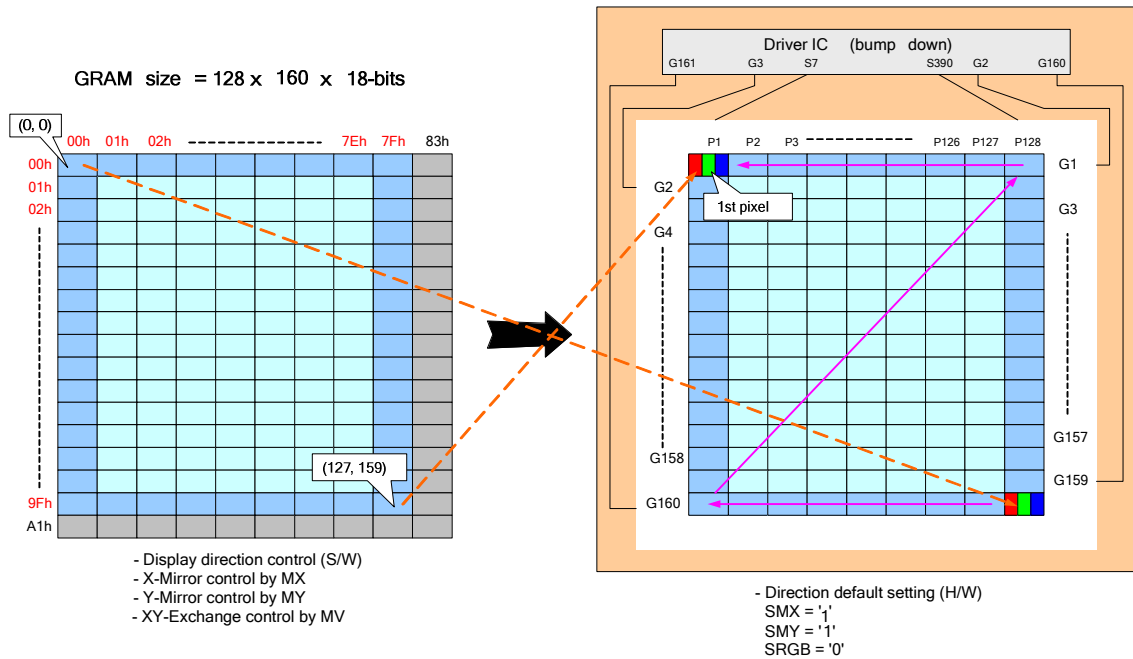 GRAM size = 128 x 160 x 18-bits
(0, 0)
00h 01h 02h 7Eh 7Fh 83h
00h
01h
02h
9Fh
A1h
(127, 159)
- Display direction control (S/W)
- X-Mirror control by MX
- Y-Mirror control by MY
- XY-Exchange control by MV
Driver IC (bump down)
G161 G3 S7 S390 G2 G160
P1 P2 P3 P126 P127 P128
G1
G2
1st pixel
G3
G4
G157
G158
G159
G160
- Direction default setting (H/W)
SMX = '1'
SMY = '1'
SRGB = '0'